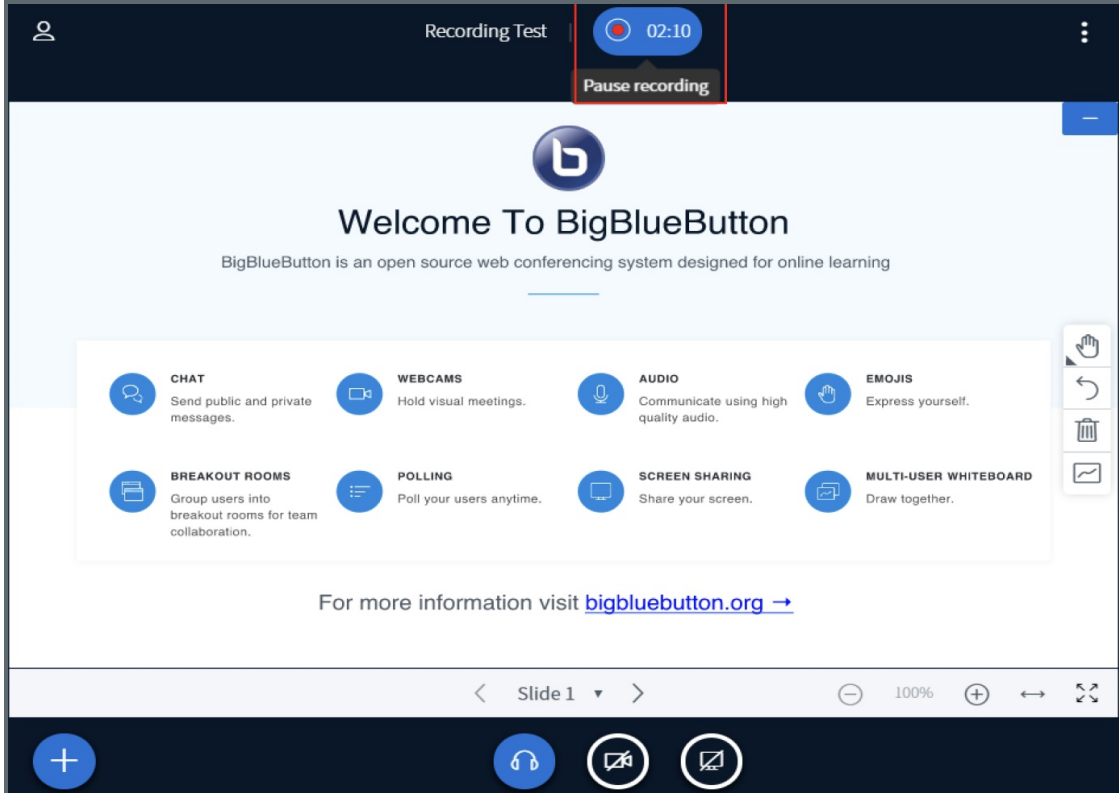 Recording Test
02:10
Pause recording
Welcome To BigBlueButton
BigBlueButton is an open source web conferencing system designed for online learning
CHAT
Send public and private
messages.
WEBCAMS
Hold visual meetings.
AUDIO
Communicate using high
quality audio.
EMOJIS
Express yourself.
BREAKOUT ROOMS
Group users into
breakout rooms for team
collaboration.
POLLING
Poll your users anytime.
SCREEN SHARING
Share your screen.
MULTI-USER WHITEBOARD
Draw together.
For more information visit bigbluebutton.org →
Slide 1
100%